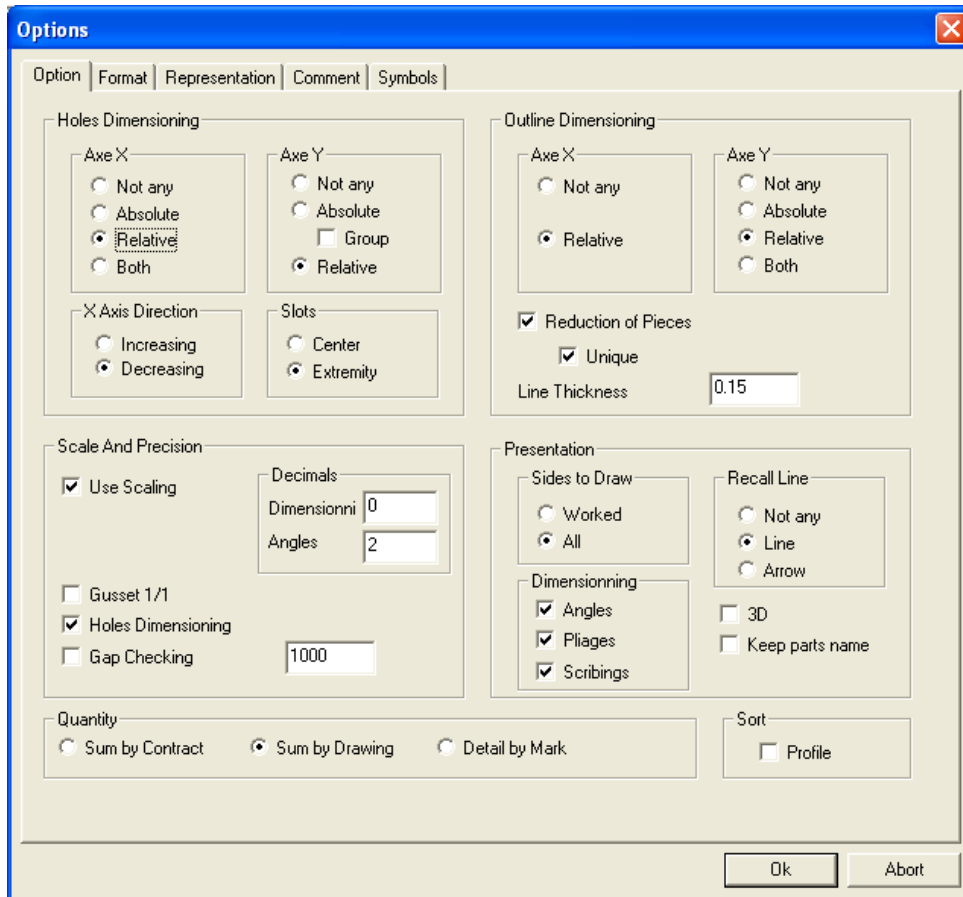 Options
Option Format Representation Comment Symbols
Holes Dimensioning
Axe X
Not any
Absolute
Relative
Both
Axe Y
Not any
Absolute
Group
Relative
X Axis Direction
Increasing
Decreasing
Slots
Center
Extremity
Outline Dimensioning
Axe X
Not any
Relative
Axe Y
Not any
Absolute
Relative
Both
Reduction of Pieces
Unique
Line Thickness 0.15
Scale And Precision
Use Scaling
Decimals
Dimensionni 0
Angles 2
Gusset 1/1
Holes Dimensioning
Gap Checking 1000
Presentation
Sides to Draw
Worked
All
Recall Line
Not any
Line
Arrow
Dimensionning
Angles
Pliages
Scribings
3D
Keep parts name
Quantity
Sum by Contract Sum by Drawing Detail by Mark
Sort
Profile
Ok Abort